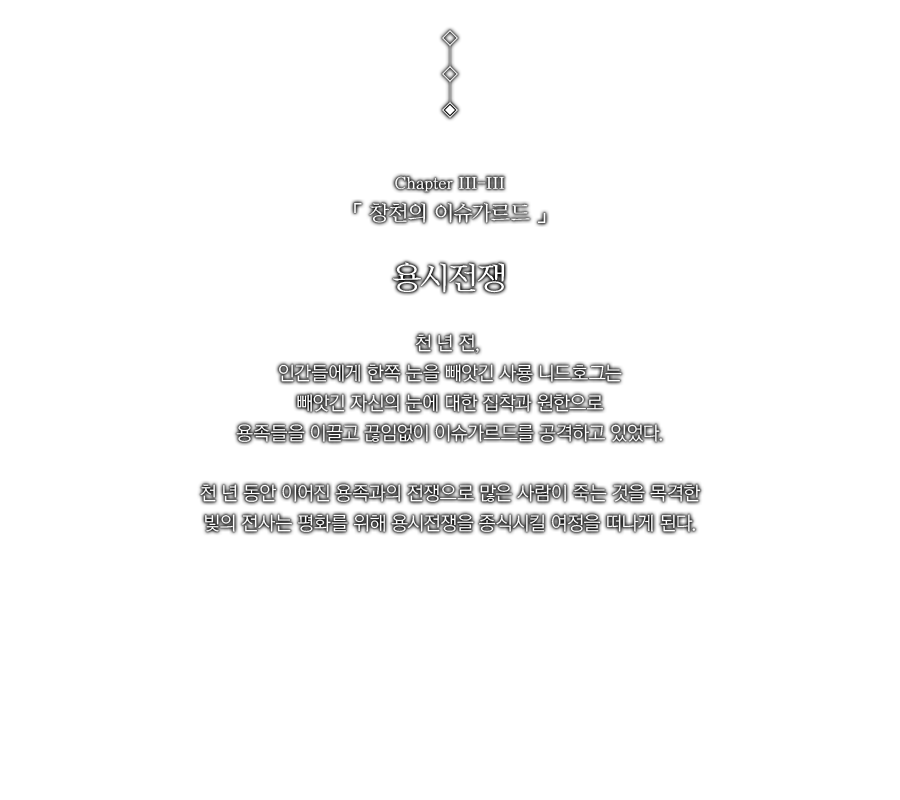 Chapter III-III
「 창천의 이슈가르드 」
용시전쟁
천 년 전,
인간들에게 한쪽 눈을 빼앗긴 사룡 니드호그는
빼앗긴 자신의 눈에 대한 집착과 원한으로
용족들을 이끌고 끊임없이 이슈가르드를 공격하고 있었다.
천 년 동안 이어진 용족과의 전쟁으로 많은 사람이 죽는 것을 목격한
빛의 전사는 평화를 위해 용시전쟁을 종식시킬 여정을 떠나게 된다.